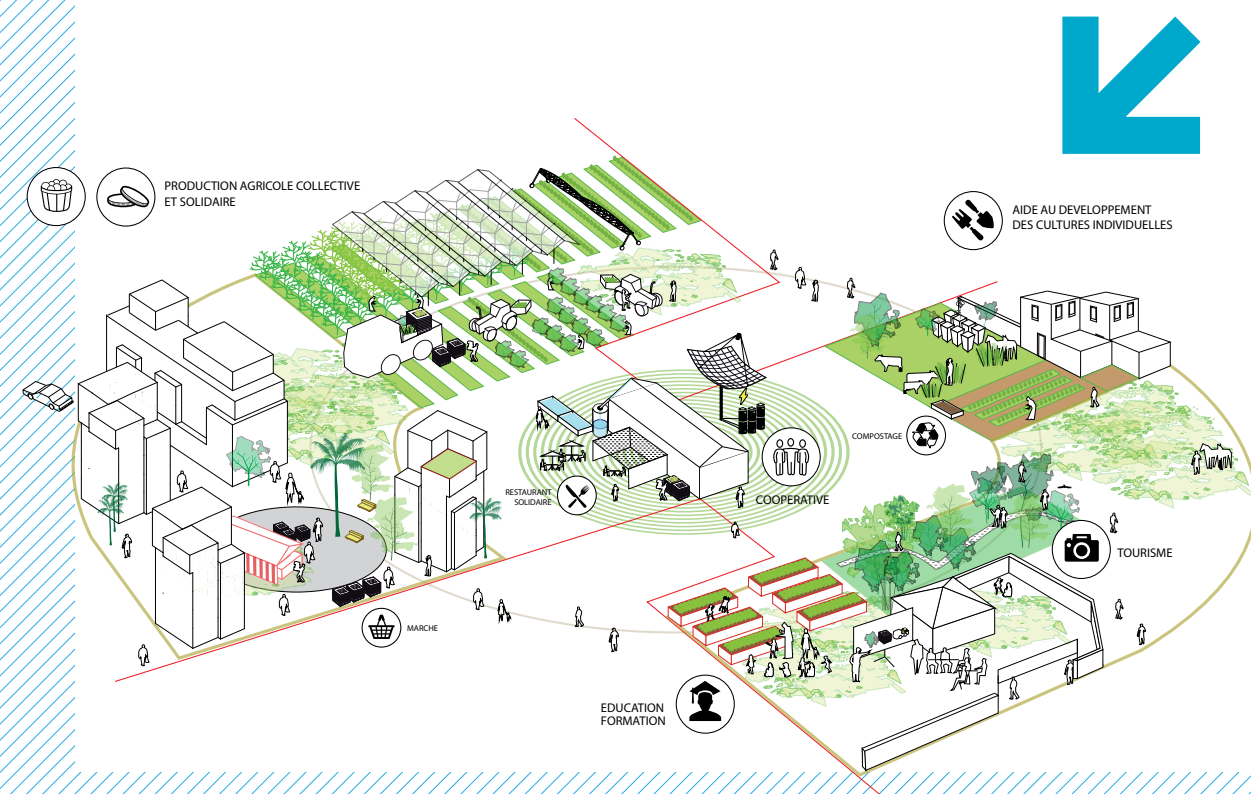 PRODUCTION AGRICOLE COLLECTIVE
ET SOLIDAIRE
AIDE AU DEVELOPPEMENT
DES CULTURES INDIVIDUELLES
COMPOSTAGE
RESTAURANT
SOLIDAIRE
COOPERATIVE
TOURISME
MARCHE
EDUCATION
FORMATION